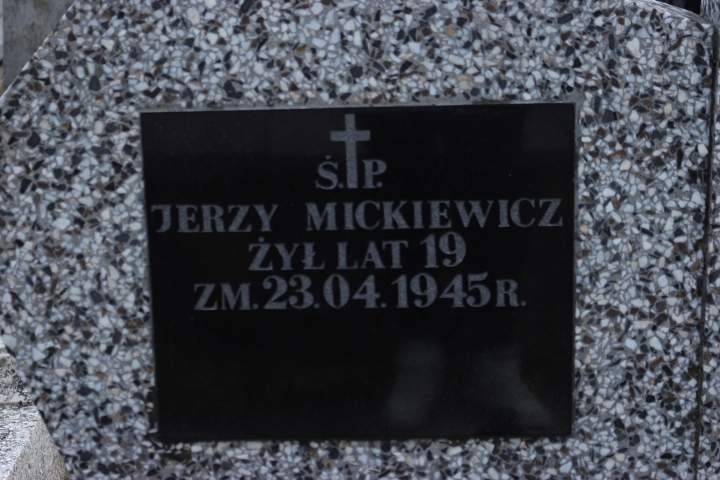 Ś.P.
JERZY MICKIEWICZ
ŻYŁ LAT 19
ZM. 23.04.1945R.